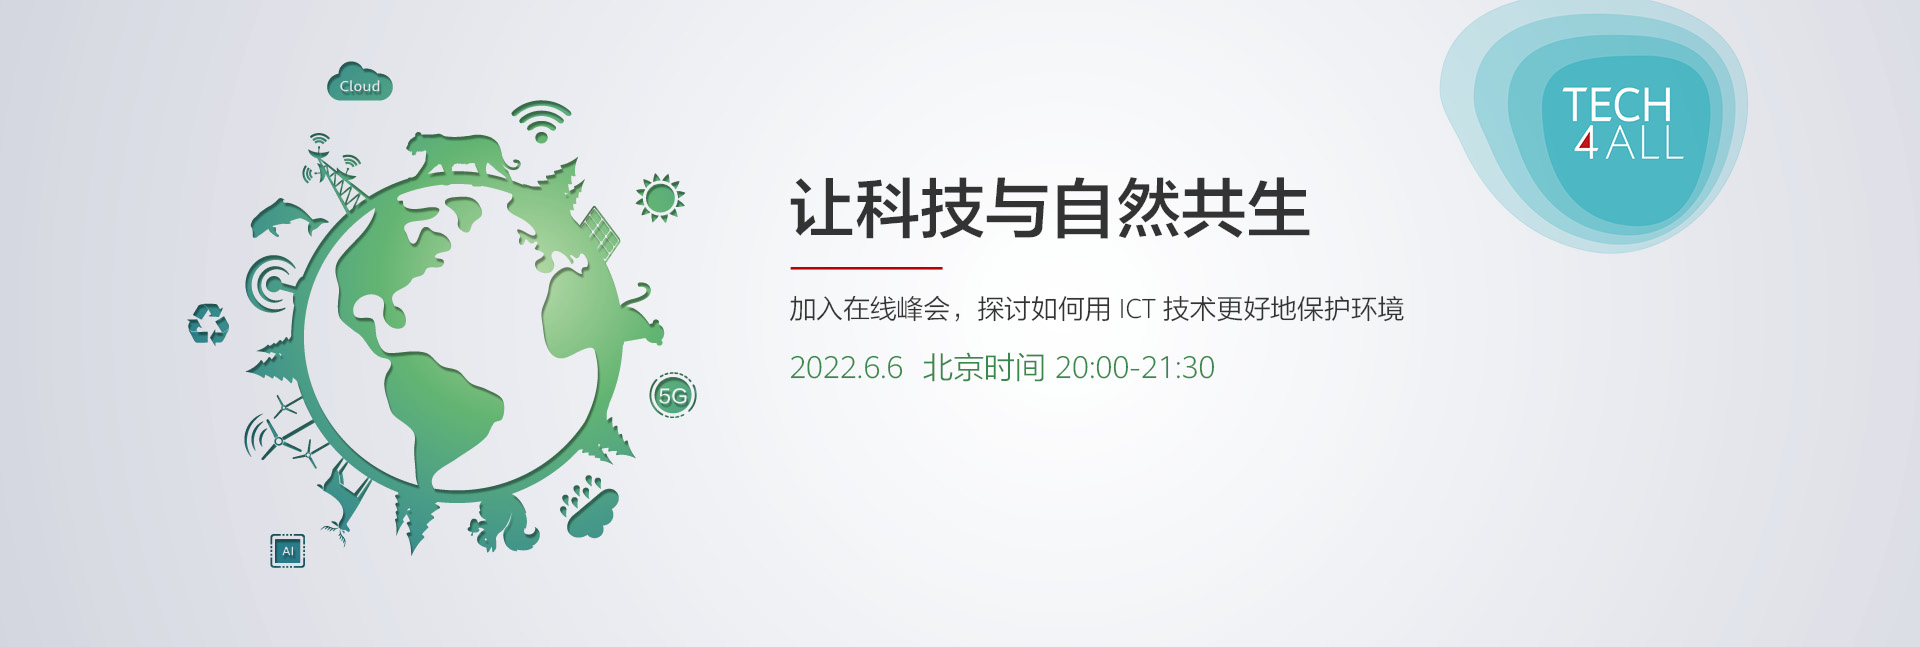 Cloud
TECH
4ALL
让科技与自然共生
加入在线峰会，探讨如何用 ICT 技术更好地保护环境
2022.6.6 北京时间 20:00-21:30
5G
AI